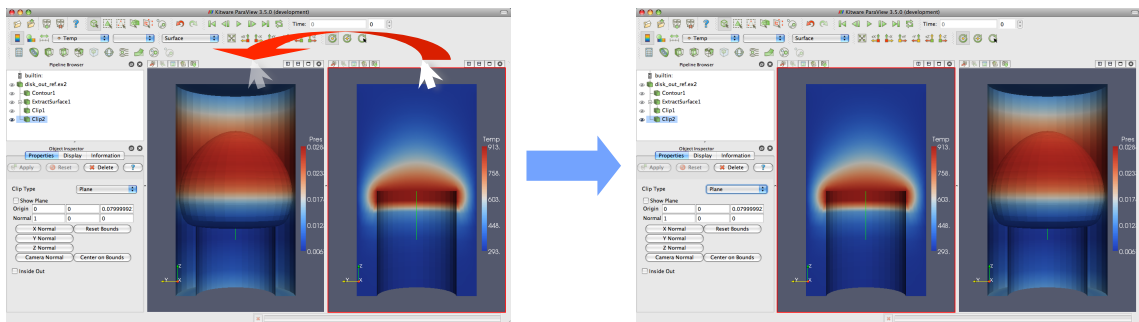 Kitware ParaView 3.5.0 (development)
Time: 0 0
Temp Surface
Pipeline Browser
builtin:
disk_out_ref.ex2
Contour1
ExtractSurface1
Clip1
Clip2
Object Inspector
Properties Display Information
Apply Reset Delete ?
Clip Type Plane
Show Plane
Origin 0 0 0.07999992
Normal 1 0 0
X Normal Reset Bounds
Y Normal
Z Normal
Camera Normal Center on Bounds
Inside Out
Pres
0.028
0.023
0.017
0.012
0.006
Z
Y X
Temp
913.
758.
603.
448.
293.
Z
Y X
Kitware ParaView 3.5.0 (development)
Time: 0 0
Temp Surface
Pipeline Browser
builtin:
disk_out_ref.ex2
Contour1
ExtractSurface1
Clip1
Clip2
Object Inspector
Properties Display Information
Apply Reset Delete ?
Clip Type Plane
Show Plane
Origin 0 0 0.07999992
Normal 1 0 0
X Normal Reset Bounds
Y Normal
Z Normal
Camera Normal Center on Bounds
Inside Out
Temp
913.
758.
603.
448.
293.
Z
Y X
Pres
0.028
0.023
0.017
0.012
0.006
Z
Y X